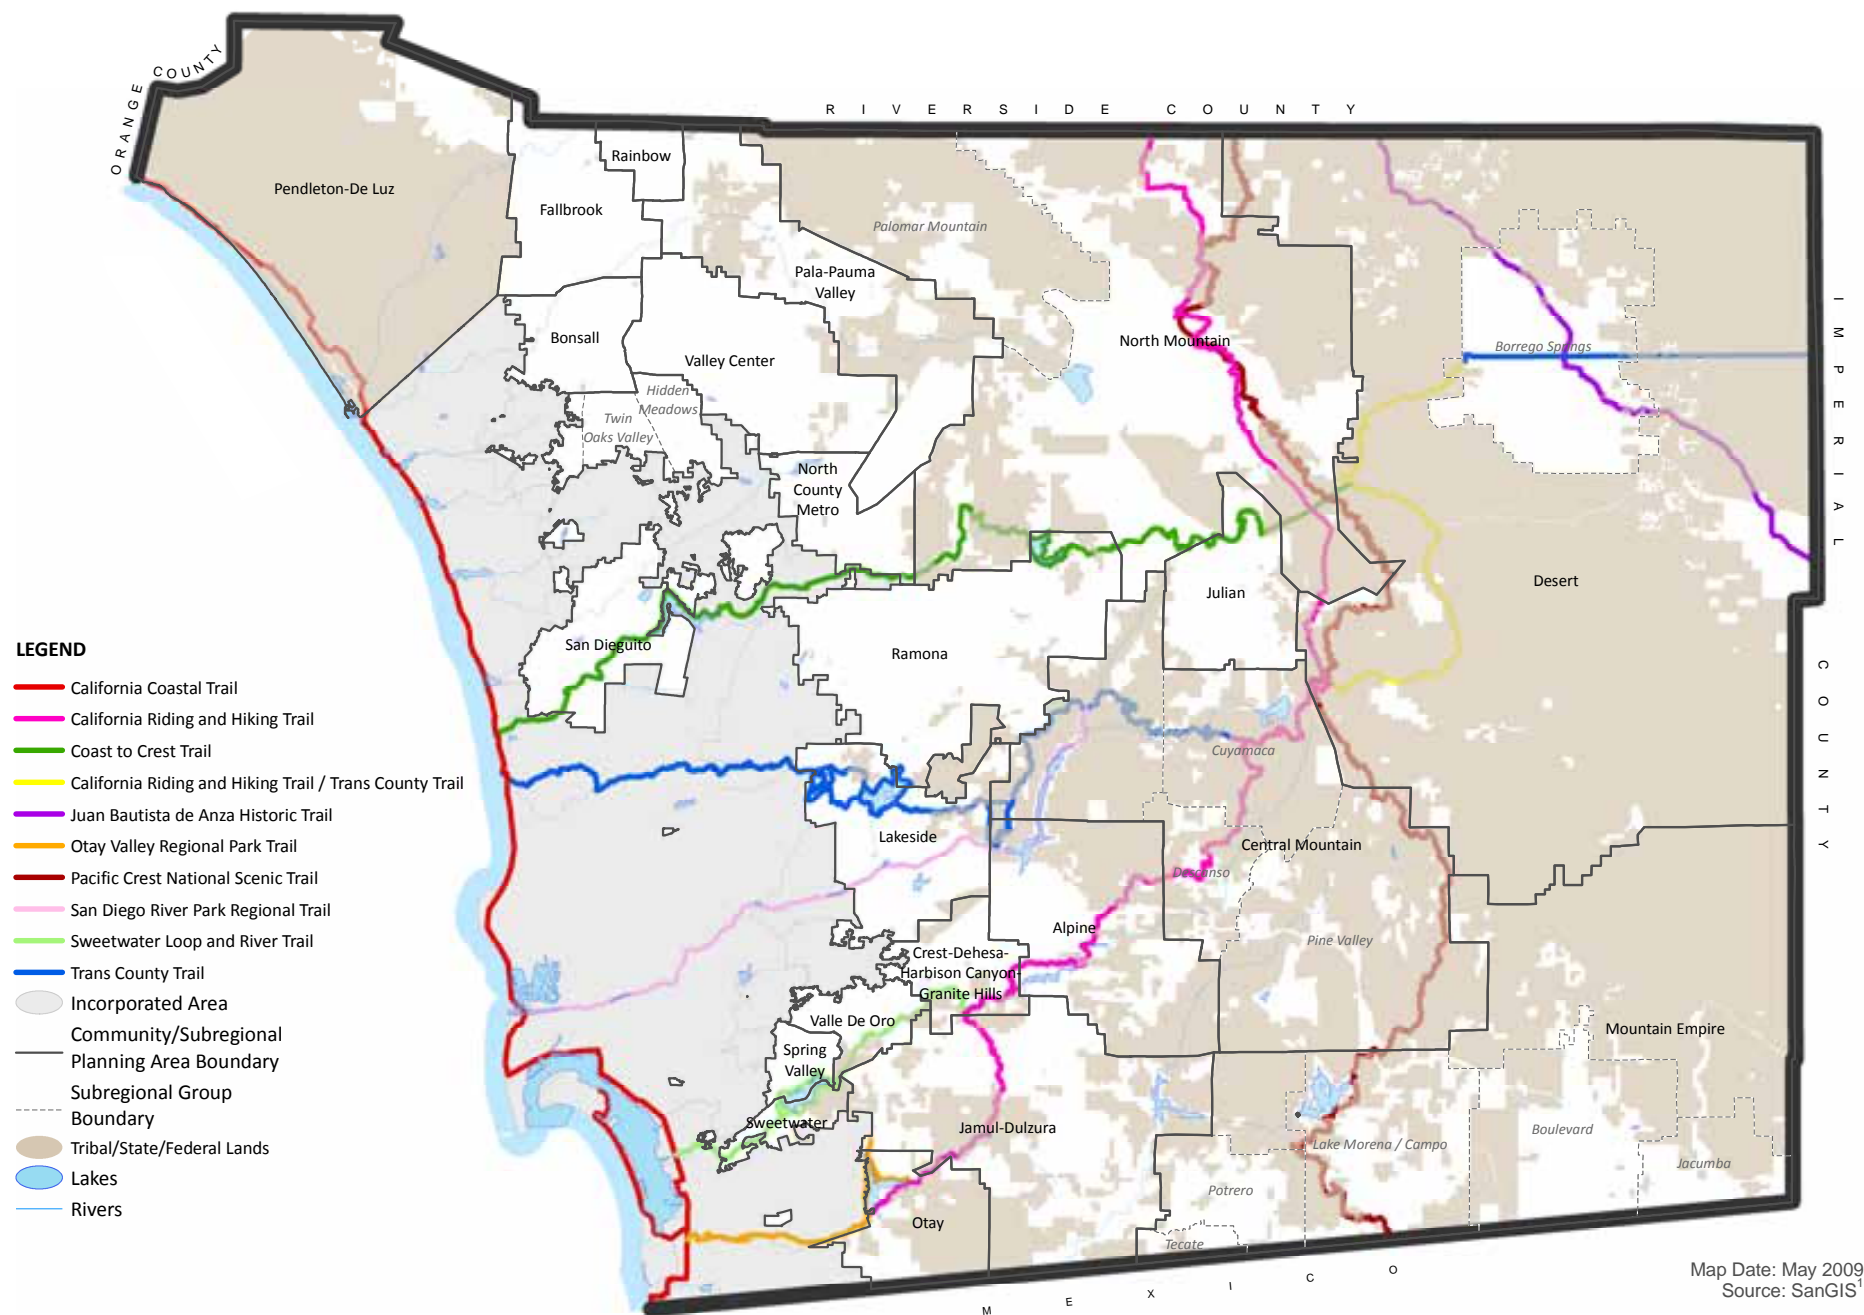 ORANGE COUNTY
RIVERSIDE COUNTY
Rainbow
Pendleton-De Luz
Fallbrook
Palomar Mountain
Pala-Pauma
Valley
Bonsall
North Mountain
Borrego Springs
Valley Center
Hidden
Meadows
Twin
Oaks Valley
North
County
Metro
IMPERIAL COUNTY
Desert
Julian
San Dieguito
Ramona
LEGEND
California Coastal Trail
California Riding and Hiking Trail
Coast to Crest Trail
California Riding and Hiking Trail / Trans County Trail
Juan Bautista de Anza Historic Trail
Otay Valley Regional Park Trail
Pacific Crest National Scenic Trail
San Diego River Park Regional Trail
Sweetwater Loop and River Trail
Trans County Trail
Incorporated Area
Community/Subregional
Planning Area Boundary
Subregional Group
Boundary
Tribal/State/Federal Lands
Lakes
Rivers
Cuyamaca
Lakeside
Central Mountain
Descanso
Alpine
Pine Valley
Crest-Dehesa-
Harbison Canyon-
Granite Hills
Valle De Oro
Spring
Valley
Mountain Empire
Sweetwater
Jamul-Dulzura
Lake Morena / Campo
Boulevard
Jacumba
Potrero
Otay
Tecate
MEXICO
Map Date: May 2009
Source: SanGIS1